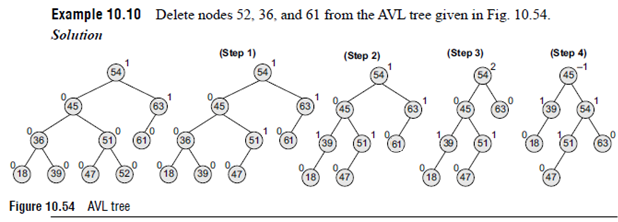 Example 10.10 Delete nodes 52, 36, and 61 from the AVL tree given in Fig. 10.54.
Solution
54 1
0 45 63 1
0 36 51 0 61 0
0 18 39 0 0 47 52 0
(Step 1)
54 1
0 45 63 1
0 36 51 1 0 61
0 18 39 0 0 47
(Step 2)
54 1
0 45 63 1
1 39 51 1 0 61
0 18 0 47
(Step 3)
54 2
0 45 63 0
1 39 51 1
0 18 0 47
(Step 4)
45 −1
1 39 54 1
0 18 1 51 63 0
0 47
Figure 10.54 AVL tree